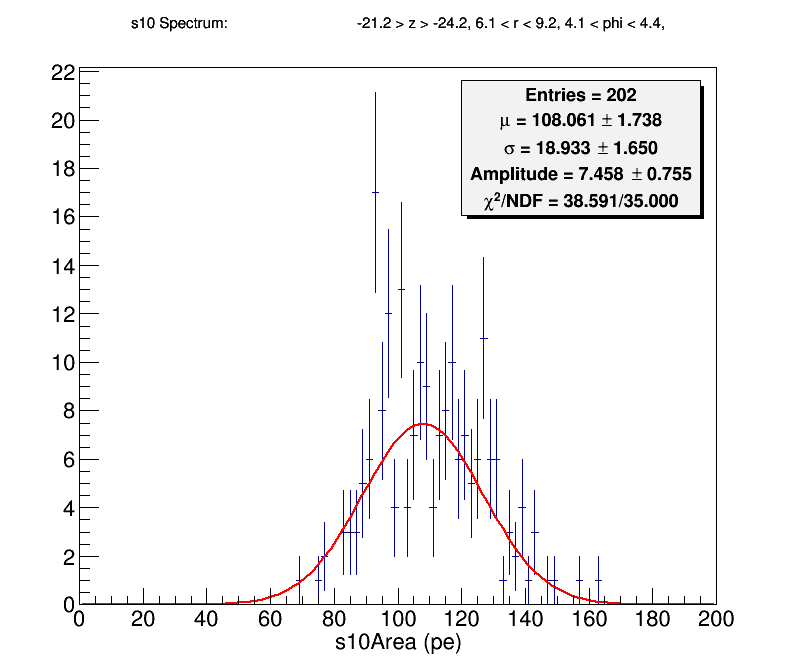 s10 Spectrum: -21.2 > z > -24.2, 6.1 < r < 9.2, 4.1 < phi < 4.4,
Entries = 202
μ = 108.061 ± 1.738
σ = 18.933 ± 1.650
Amplitude = 7.458 ± 0.755
χ²/NDF = 38.591/35.000
22
20
18
16
14
12
10
8
6
4
2
0
0 20 40 60 80 100 120 140 160 180 200
s10Area (pe)